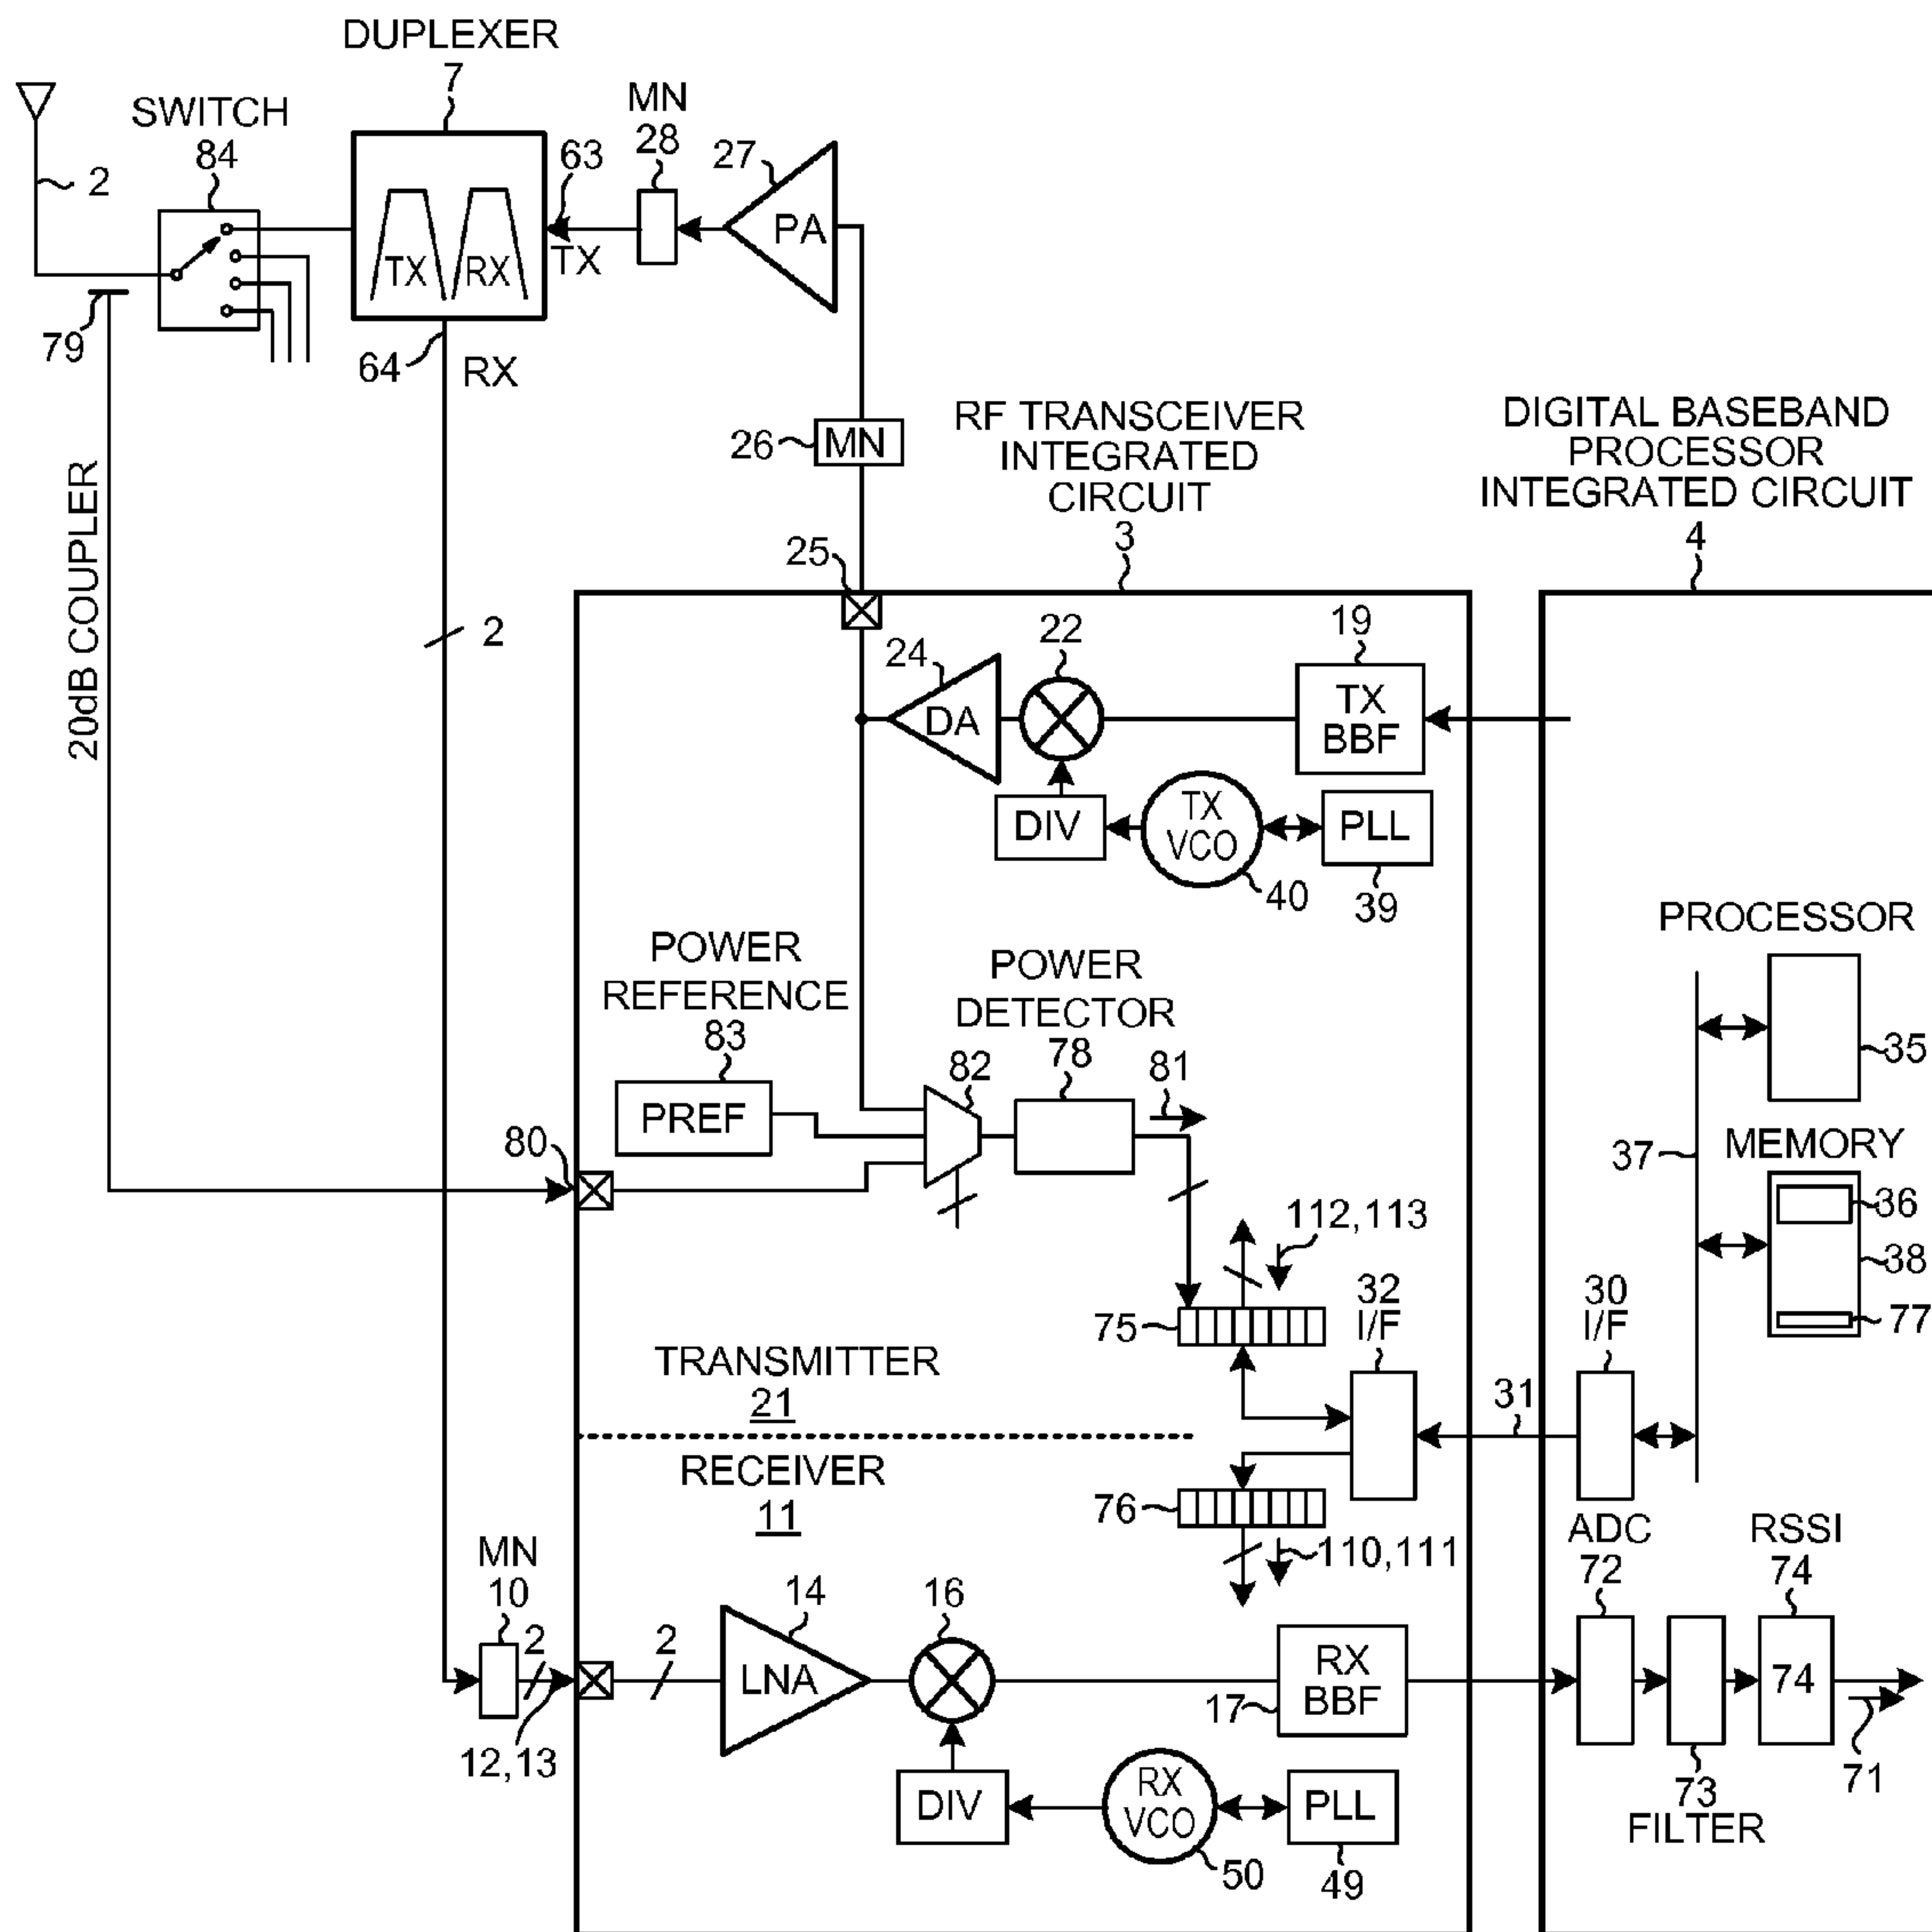 DUPLEXER
7
SWITCH
84
2
MN
28
27
63
PA
TX
RX
TX
79
64
RX
20dB COUPLER
26
MN
RF TRANSCEIVER
INTEGRATED
CIRCUIT
3
DIGITAL BASEBAND
PROCESSOR
INTEGRATED CIRCUIT
4
25
2
24
22
19
DA
TX
BBF
DIV
TX
VCO
PLL
40
39
POWER
REFERENCE
83
POWER
DETECTOR
78
PROCESSOR
35
82
81
PREF
80
37
MEMORY
36
38
77
112,113
75
32
I/F
30
I/F
31
TRANSMITTER
21
RECEIVER
11
76
110,111
ADC
72
RSSI
74
MN
10
2
2
14
16
LNA
RX
BBF
17
74
12,13
71
73
FILTER
DIV
RX
VCO
PLL
50
49